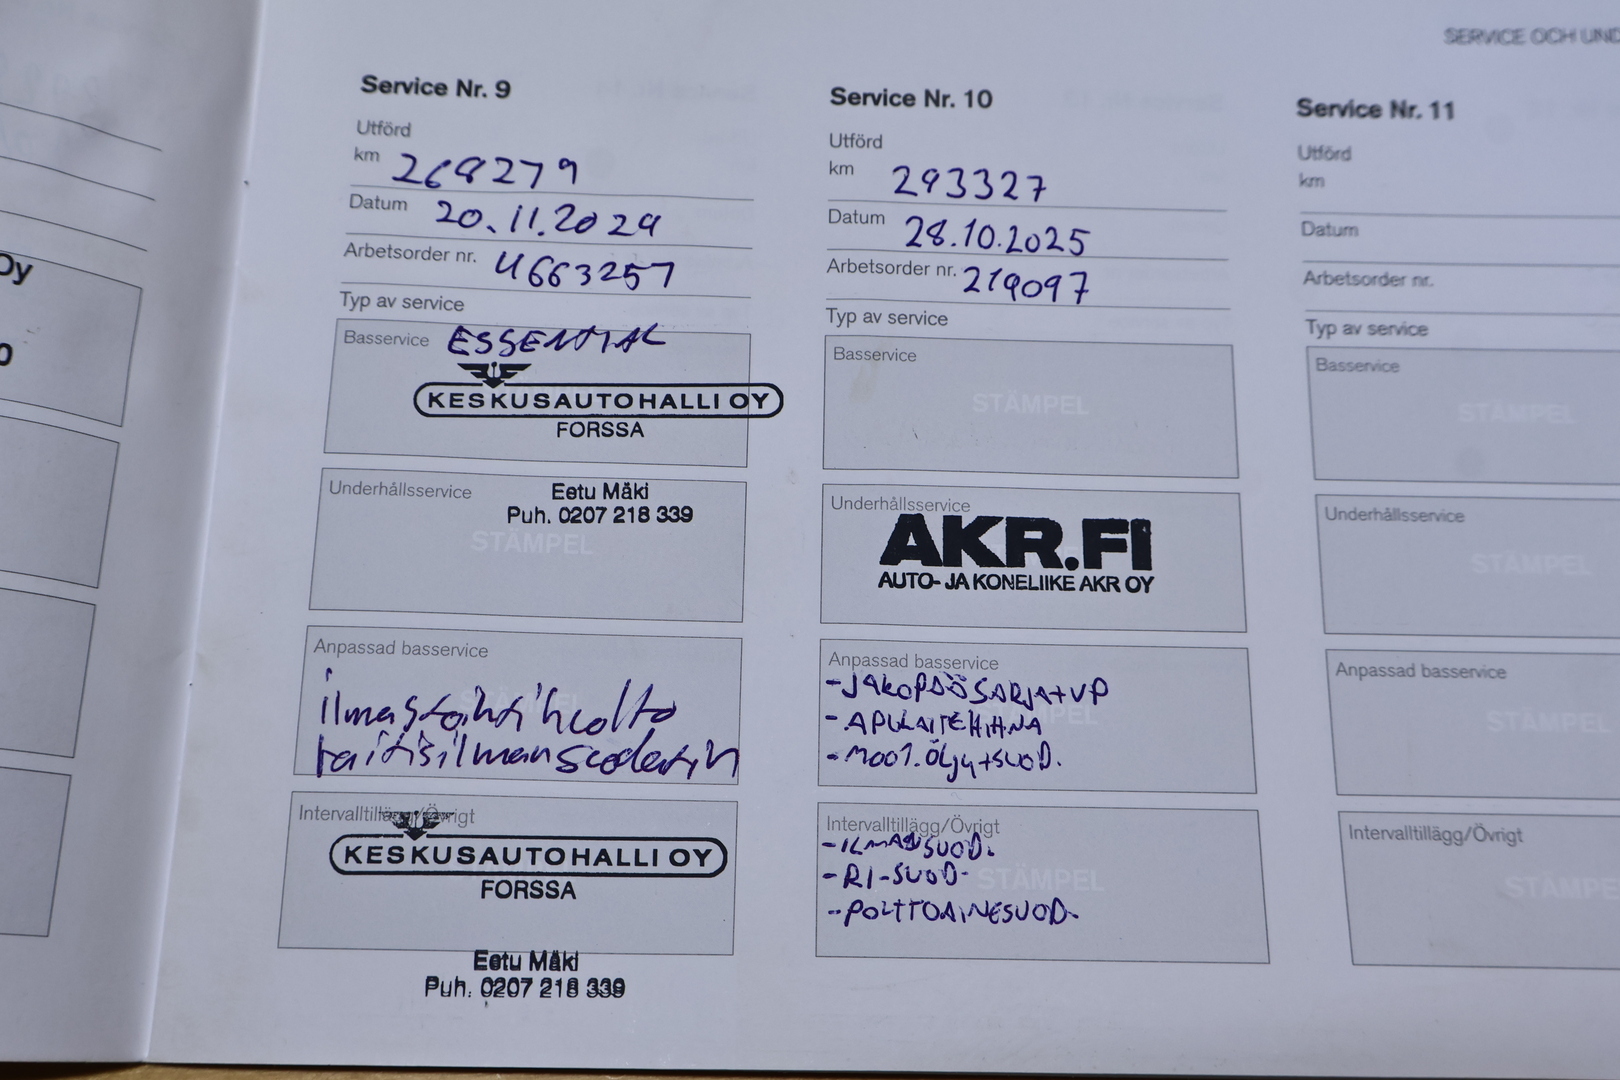 SERVICE OCH UND
Service Nr. 9
Utförd
km 268279
Datum 20.11.2024
Arbetsorder nr. 4663257
Typ av service
Basservice ESSENTIAL
KESKUSAUTOHALLI OY
FORSSA
Underhållsservice
Eetu Mäki
Puh. 0207 218 339
STÄMPEL
Anpassad basservice
ilmastointihuolto
raitisilmansuodatin
Intervalltillägg/Övrigt
KESKUSAUTOHALLI OY
FORSSA
Eetu Mäki
Puh. 0207 218 339
Service Nr. 10
Utförd
km 293327
Datum 28.10.2025
Arbetsorder nr. 219097
Typ av service
Basservice
STÄMPEL
Underhållsservice
AKR.FI
AUTO- JA KONELIIKE AKR OY
Anpassad basservice
-JAKOPÄÄSARJA+VP
STÄMPEL
-APULAITEHIHNA
-MOOT.ÖLJY+SUOD.
Intervalltillägg/Övrigt
-ILMANSUOD.
-RI-SUOD-
STÄMPEL
-POLTTOAINESUOD-
Service Nr. 11
Utförd
km
Datum
Arbetsorder nr.
Typ av service
Basservice
STÄMPEL
Underhållsservice
STÄMPEL
Anpassad basservice
STÄMPEL
Intervalltillägg/Övrigt
STÄMPE
Oy
0